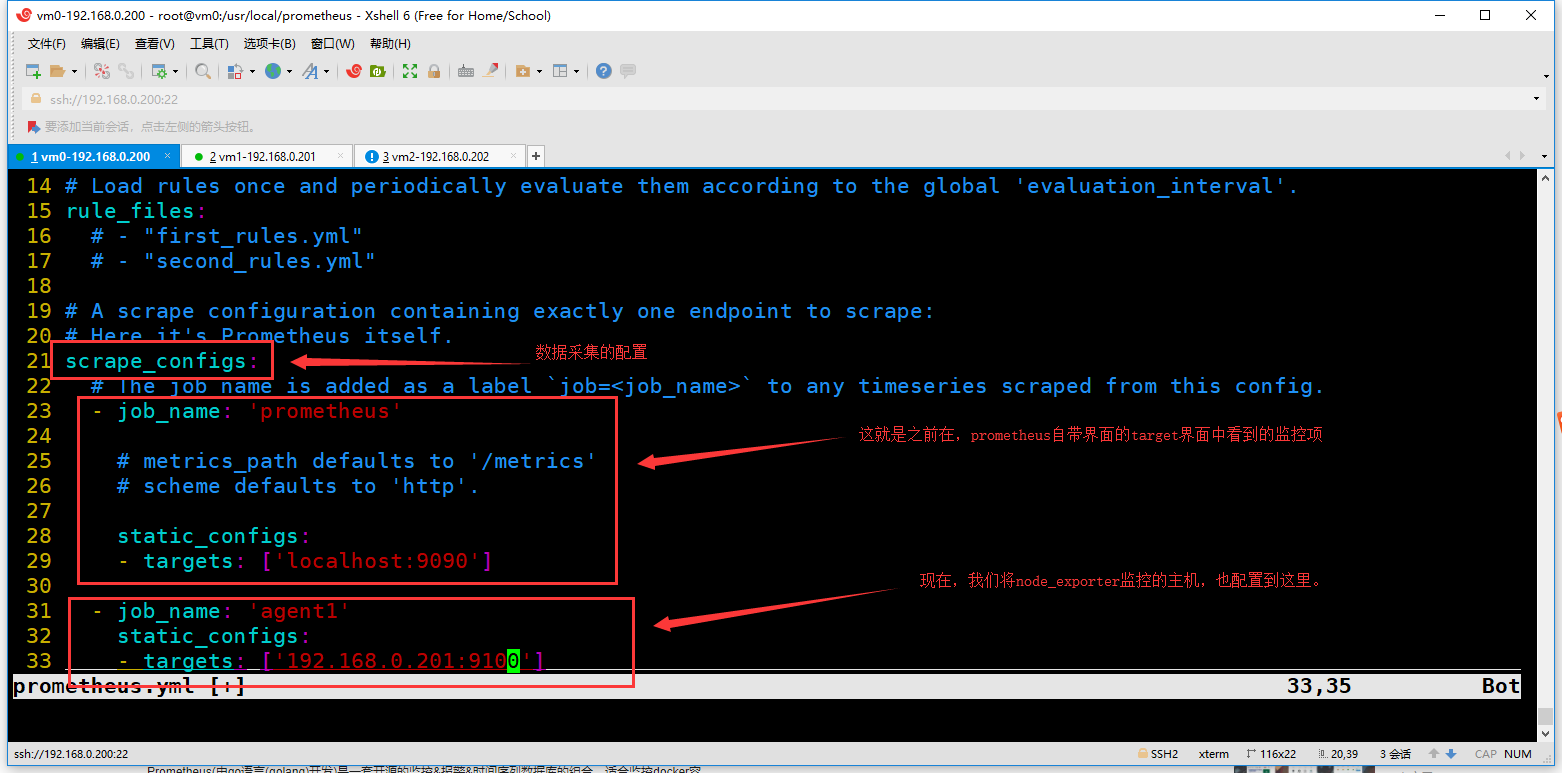 vm0-192.168.0.200 - root@vm0:/usr/local/prometheus - Xshell 6 (Free for Home/School)
文件(F) 编辑(E) 查看(V) 工具(T) 选项卡(B) 窗口(W) 帮助(H)
ssh://192.168.0.200:22
要添加当前会话，点击左侧的箭头按钮。
1 vm0-192.168.0.200 × 2 vm1-192.168.0.201 × 3 vm2-192.168.0.202 × +
14 # Load rules once and periodically evaluate them according to the global 'evaluation_interval'.
15 rule_files:
16 # - "first_rules.yml"
17 # - "second_rules.yml"
18
19 # A scrape configuration containing exactly one endpoint to scrape:
20 # Here it's Prometheus itself.
21 scrape_configs:
数据采集的配置
22 # The job name is added as a label `job=<job_name>` to any timeseries scraped from this config.
23 - job_name: 'prometheus'
24
这就是之前在，prometheus自带界面的target界面中看到的监控项
25 # metrics_path defaults to '/metrics'
26 # scheme defaults to 'http'.
27
28 static_configs:
29 - targets: ['localhost:9090']
30
现在，我们将node_exporter监控的主机，也配置到这里。
31 - job_name: 'agent1'
32 static_configs:
33 - targets: ['192.168.0.201:9100']
prometheus.yml [+] 33,35 Bot
ssh://192.168.0.200:22 SSH2 xterm 116x22 20,39 3 会话 CAP NUM
Prometheus(由go语言(golang)开发)是一套开源的监控&报警&时间序列数据库的组合。适合监控docker容